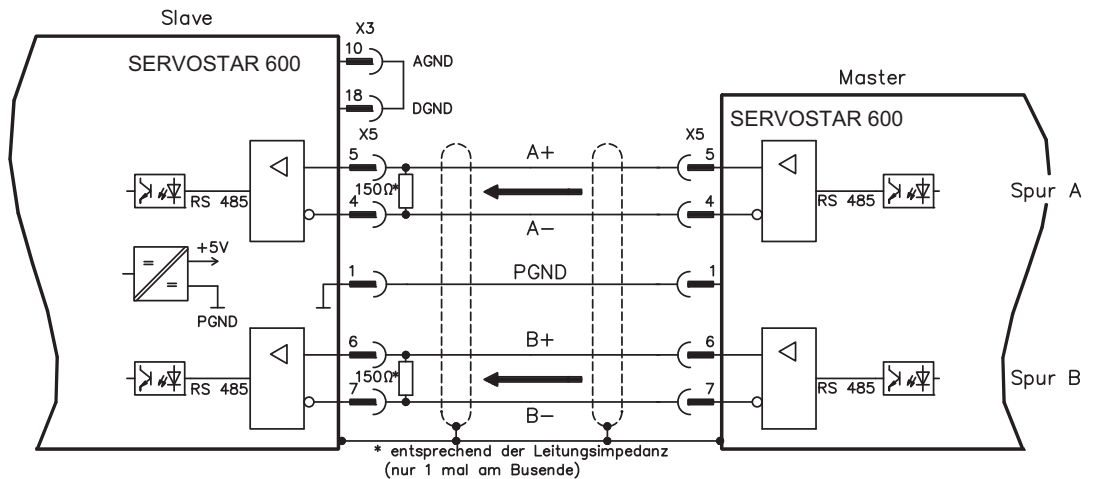 Slave
X3
SERVOSTAR 600
10
AGND
18
DGND
Master
SERVOSTAR 600
X5
5
A+
X5
5
150Ω*
RS 485
4
A-
4
RS 485
Spur A
+5V
=
=
PGND
1
PGND
1
6
B+
6
150Ω*
RS 485
7
B-
7
RS 485
Spur B
* entsprechend der Leitungsimpedanz
(nur 1 mal am Busende)